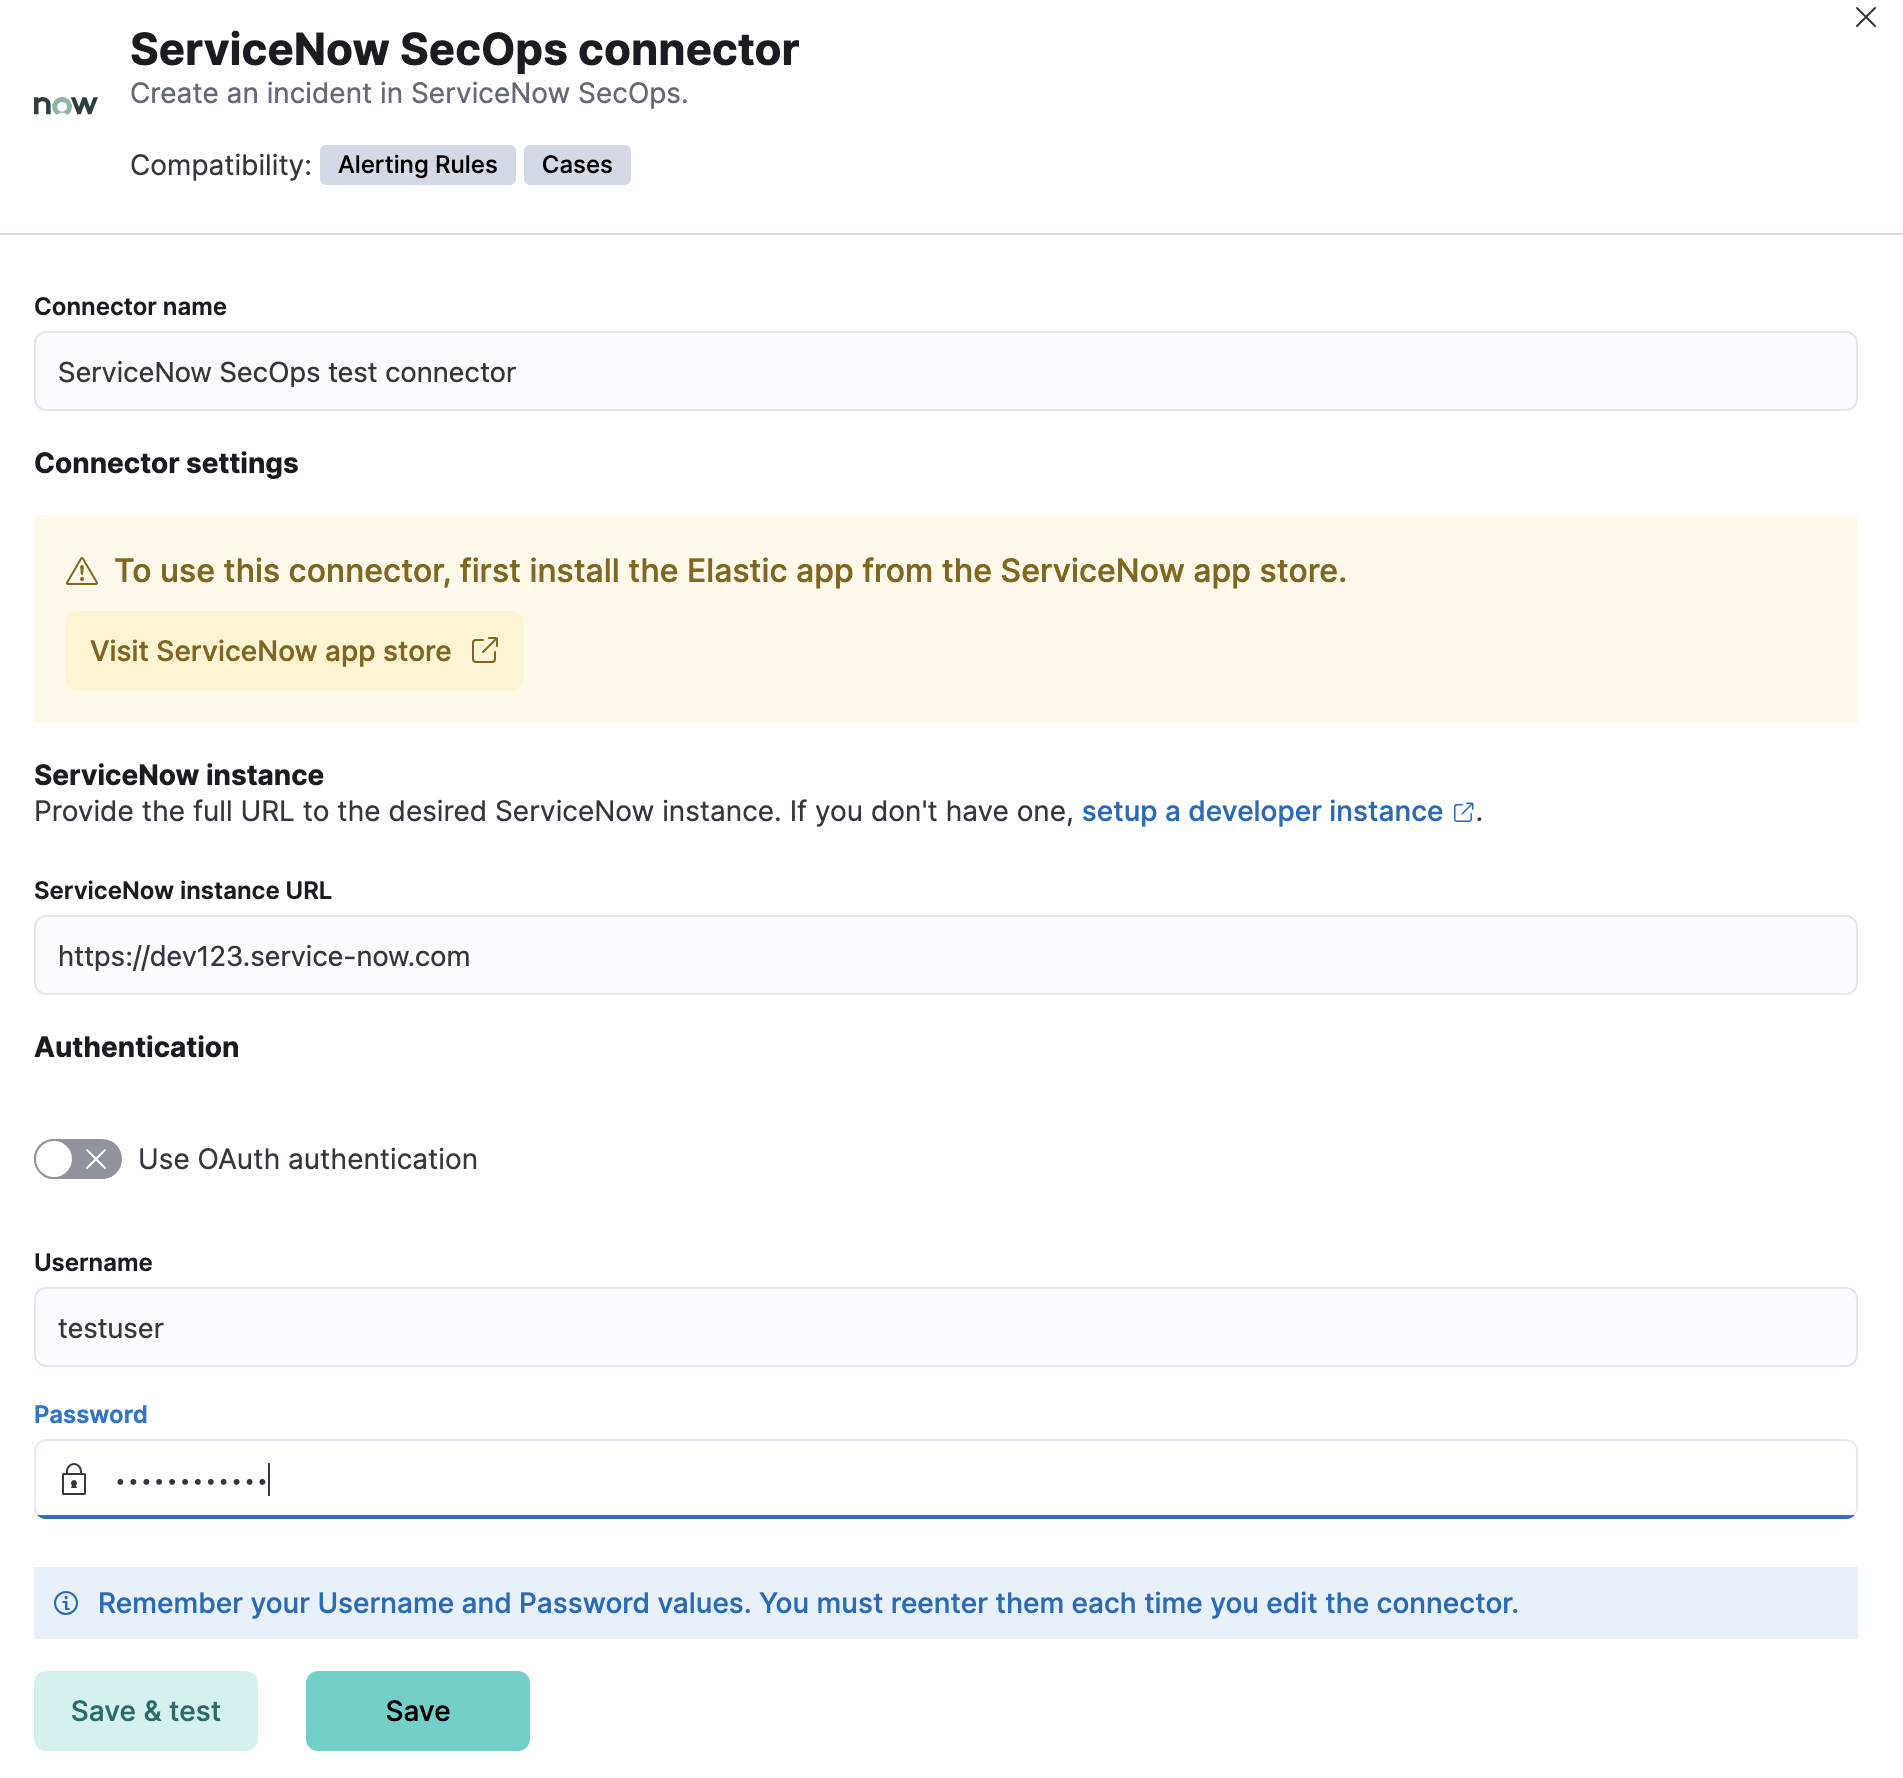 ServiceNow SecOps connector
now
Create an incident in ServiceNow SecOps.
Compatibility: Alerting Rules Cases
Connector name
ServiceNow SecOps test connector
Connector settings
To use this connector, first install the Elastic app from the ServiceNow app store.
Visit ServiceNow app store
ServiceNow instance
Provide the full URL to the desired ServiceNow instance. If you don't have one, setup a developer instance .
ServiceNow instance URL
https://dev123.service-now.com
Authentication
Use OAuth authentication
Username
testuser
Password
••••••••••••
Remember your Username and Password values. You must reenter them each time you edit the connector.
Save & test Save